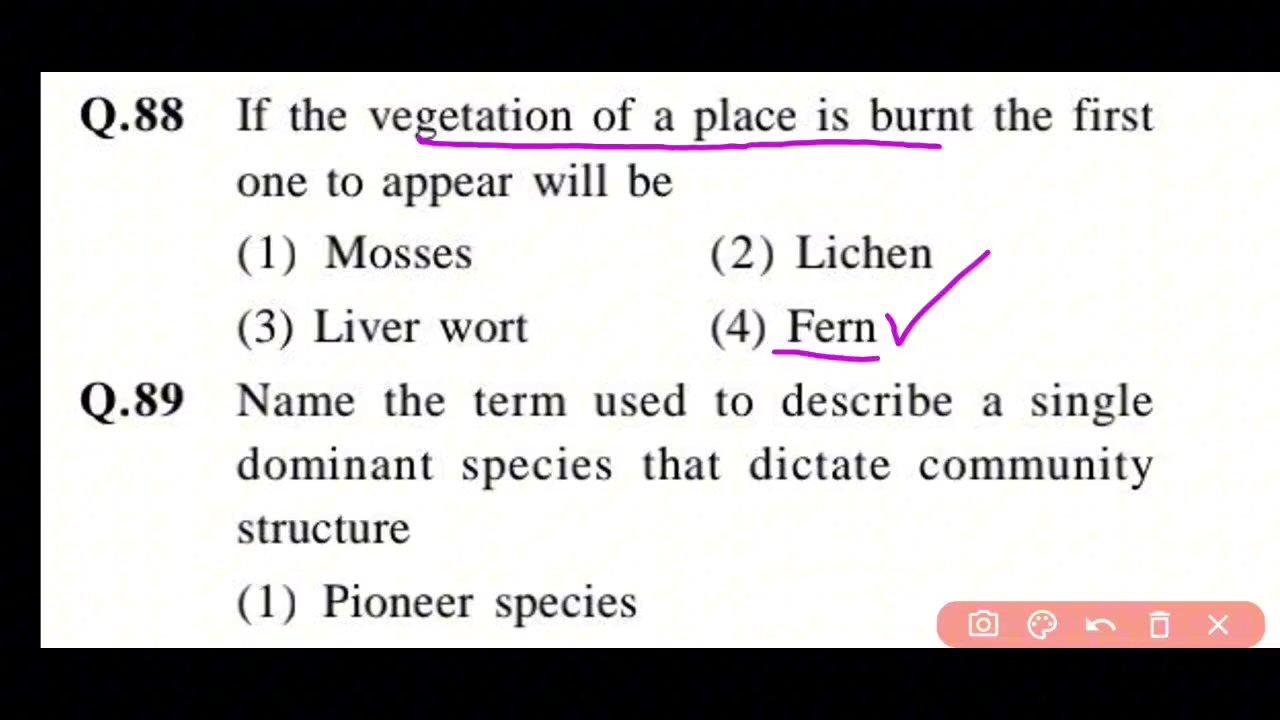 Q.88 If the vegetation of a place is burnt the first
one to appear will be
(1) Mosses (2) Lichen
(3) Liver wort (4) Fern
Q.89 Name the term used to describe a single
dominant species that dictate community
structure
(1) Pioneer species